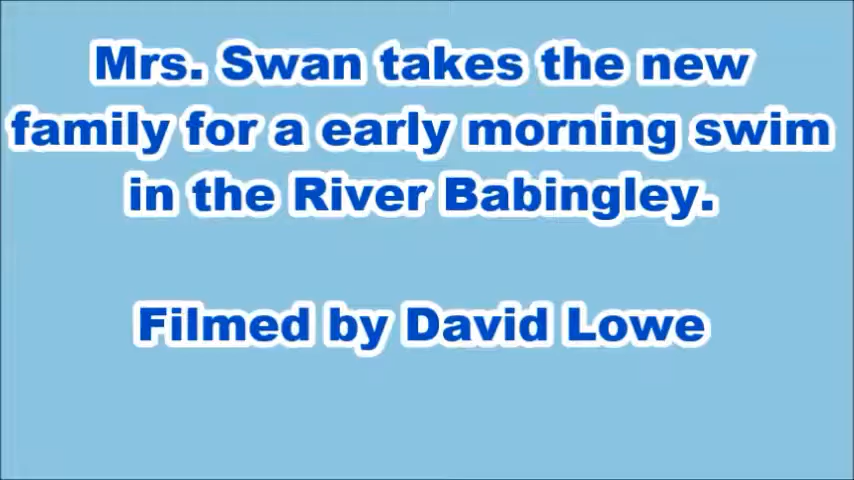 Mrs. Swan takes the new
family for a early morning swim
in the River Babingley.
Filmed by David Lowe